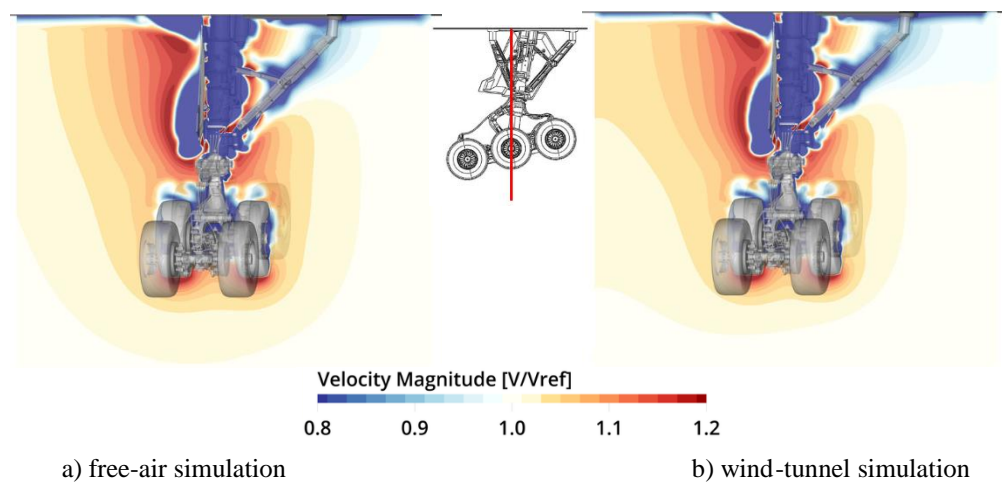 Velocity Magnitude [V/Vref]
0.8 0.9 1.0 1.1 1.2
a) free-air simulation b) wind-tunnel simulation